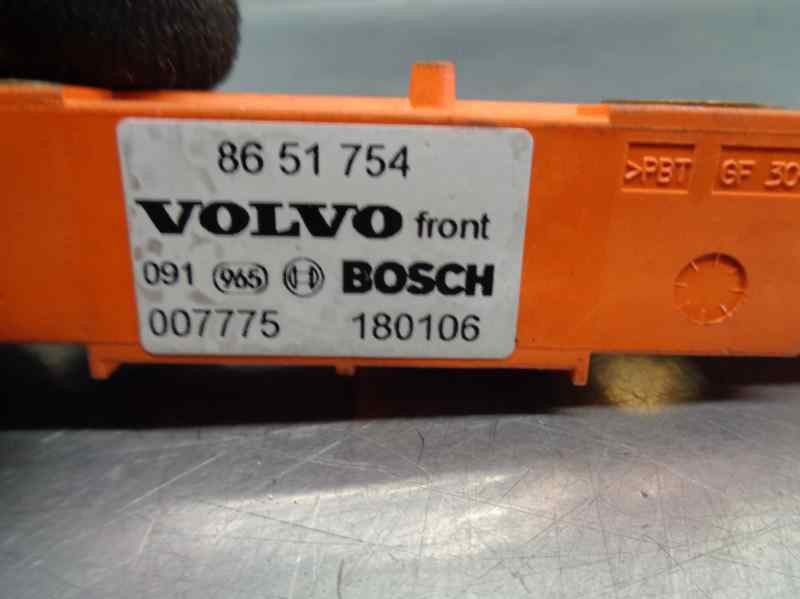 86 51 754
VOLVO front
091 965 BOSCH
007775 180106
>PBT GF 30